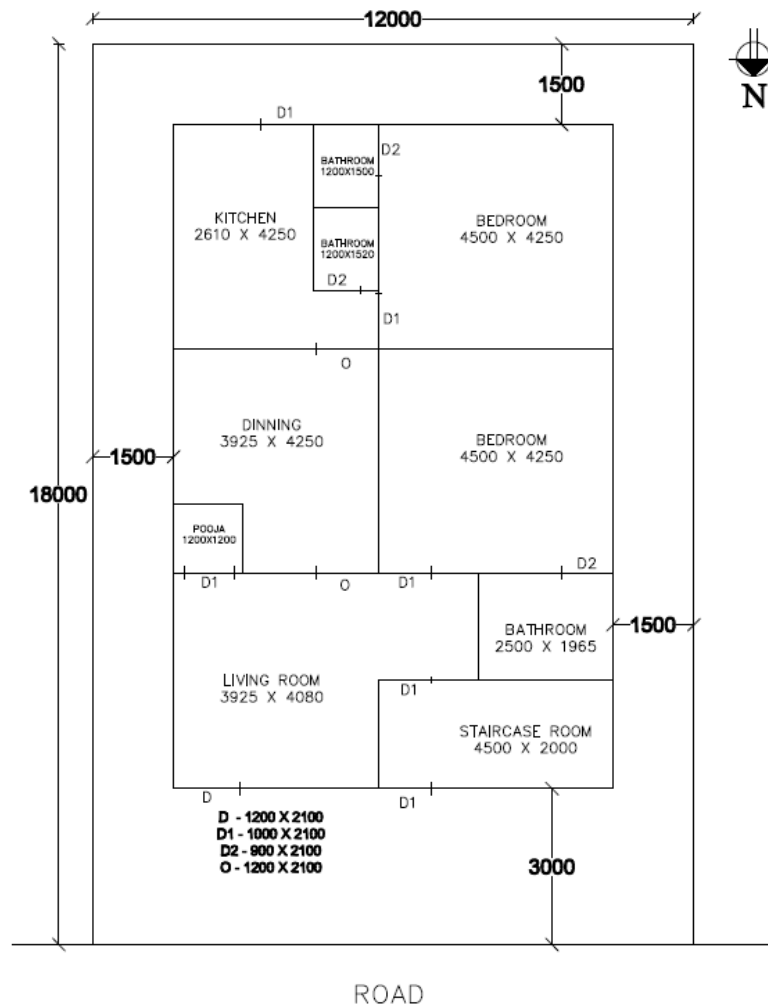 12000
1500
N
D1
BATHROOM
1200X1500
D2
KITCHEN
2610 X 4250
BEDROOM
4500 X 4250
BATHROOM
1200X1520
D2
D1
O
DINNING
3925 X 4250
BEDROOM
4500 X 4250
1500
18000
POOJA
1200X1200
D1
O
D1
D2
BATHROOM
2500 X 1965
1500
LIVING ROOM
3925 X 4080
D1
STAIRCASE ROOM
4500 X 2000
D
D1
D - 1200 X 2100
D1 - 1000 X 2100
D2 - 900 X 2100
O - 1200 X 2100
3000
ROAD